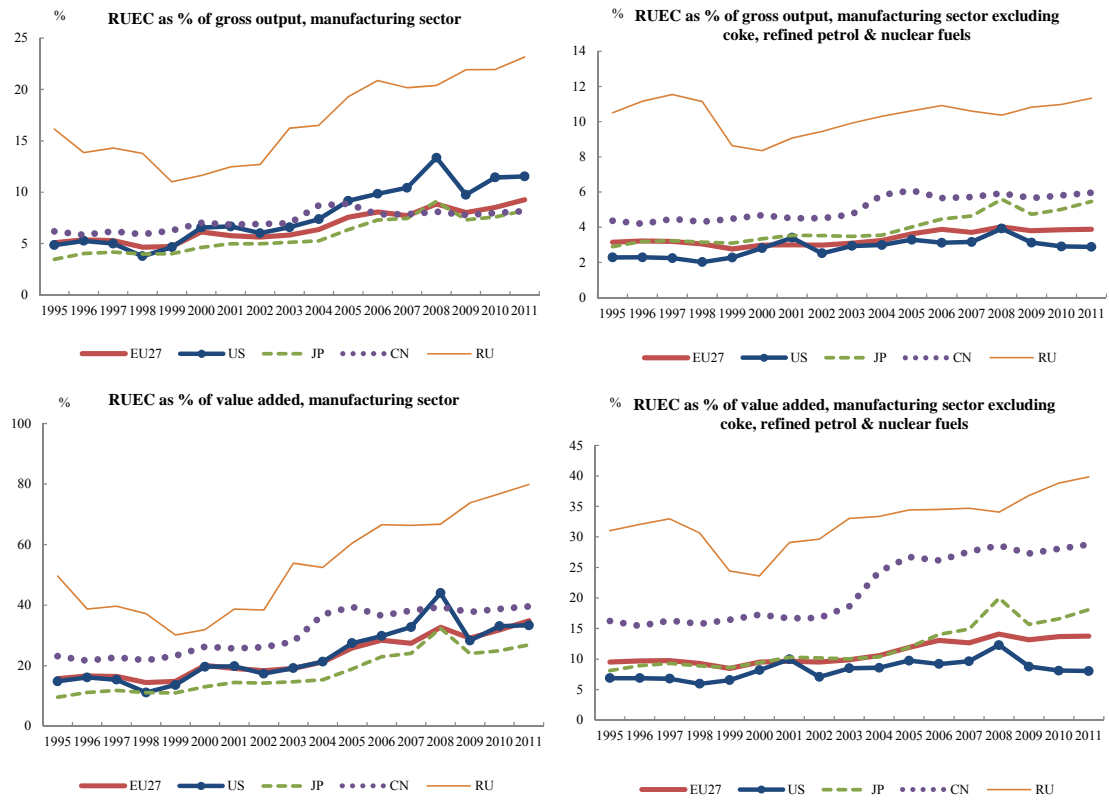 % RUEC as % of gross output, manufacturing sector
25
20
15
10
5
0
1995 1996 1997 1998 1999 2000 2001 2002 2003 2004 2005 2006 2007 2008 2009 2010 2011
EU27 US JP CN RU
% RUEC as % of gross output, manufacturing sector excluding
coke, refined petrol & nuclear fuels
14
12
10
8
6
4
2
0
1995 1996 1997 1998 1999 2000 2001 2002 2003 2004 2005 2006 2007 2008 2009 2010 2011
EU27 US JP CN RU
% RUEC as % of value added, manufacturing sector
100
80
60
40
20
0
1995 1996 1997 1998 1999 2000 2001 2002 2003 2004 2005 2006 2007 2008 2009 2010 2011
EU27 US JP CN RU
% RUEC as % of value added, manufacturing sector excluding
coke, refined petrol & nuclear fuels
45
40
35
30
25
20
15
10
5
0
1995 1996 1997 1998 1999 2000 2001 2002 2003 2004 2005 2006 2007 2008 2009 2010 2011
EU27 US JP CN RU